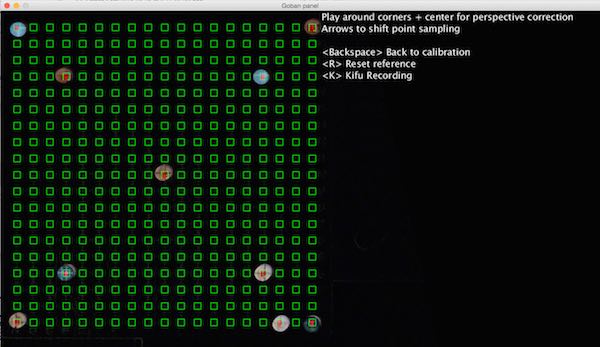 Goban panel
Play around corners + center for perspective correction
Arrows to shift point sampling
<Backspace> Back to calibration
<R> Reset reference
<K> Kifu Recording